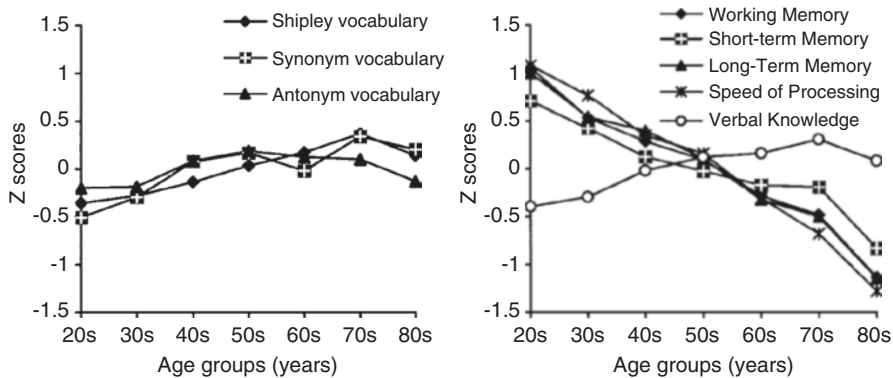 Shipley vocabulary
Synonym vocabulary
Antonym vocabulary
1.5
1
0.5
0
-0.5
-1
-1.5
Z scores
20s 30s 40s 50s 60s 70s 80s
Age groups (years)
Working Memory
Short-term Memory
Long-Term Memory
Speed of Processing
Verbal Knowledge
1.5
1
0.5
0
-0.5
-1
-1.5
Z scores
20s 30s 40s 50s 60s 70s 80s
Age groups (years)